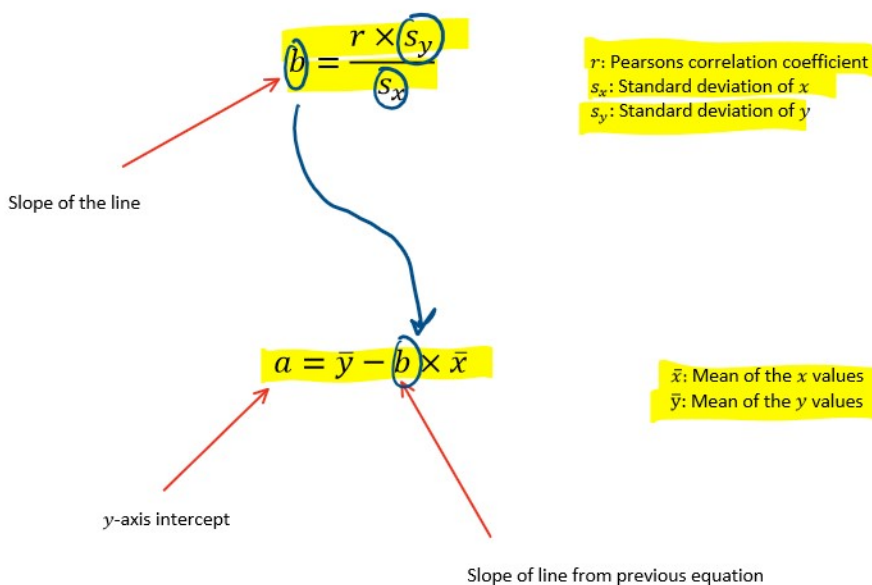 b = r × s_y / s_x
r: Pearsons correlation coefficient
s_x: Standard deviation of x
s_y: Standard deviation of y
Slope of the line
a = ȳ − b × x̄
x̄: Mean of the x values
ȳ: Mean of the y values
y-axis intercept
Slope of line from previous equation